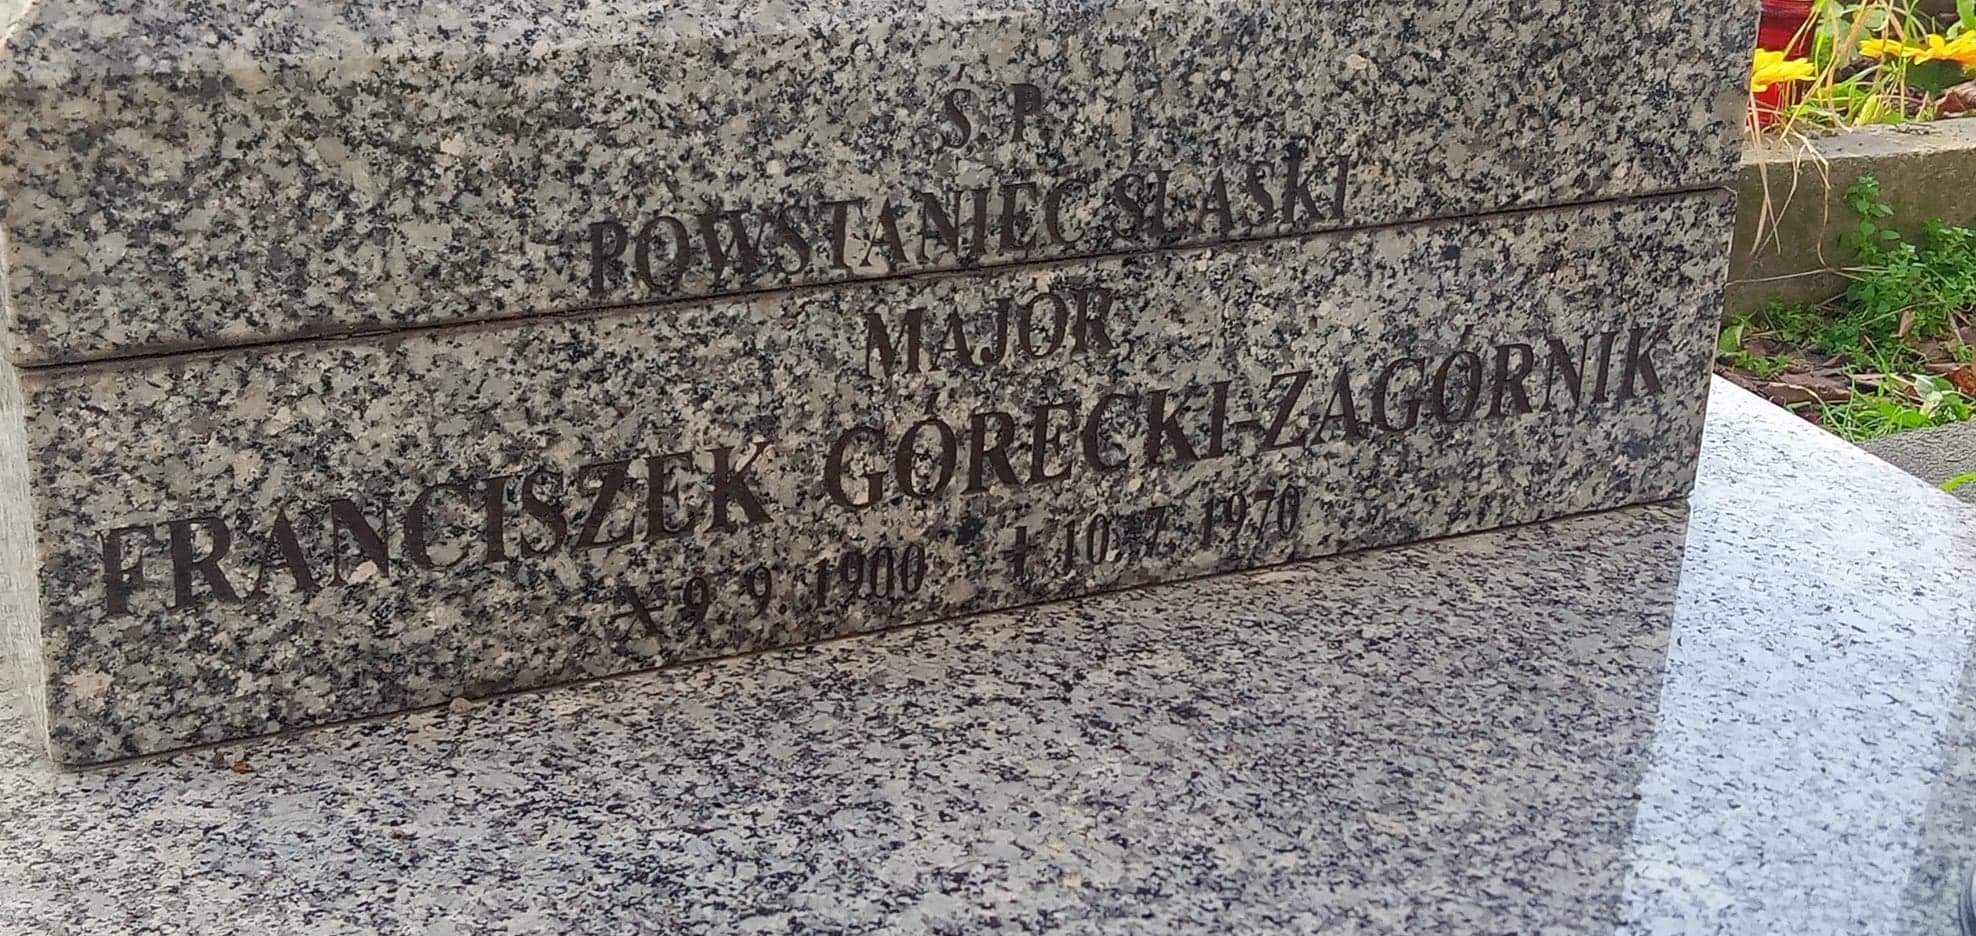 Ś. P.
POWSTANIEC ŚLĄSKI
MAJOR
FRANCISZEK GÓRECKI-ZAGÓRNIK
X 9. 9. 1900 † 10. 7. 1970